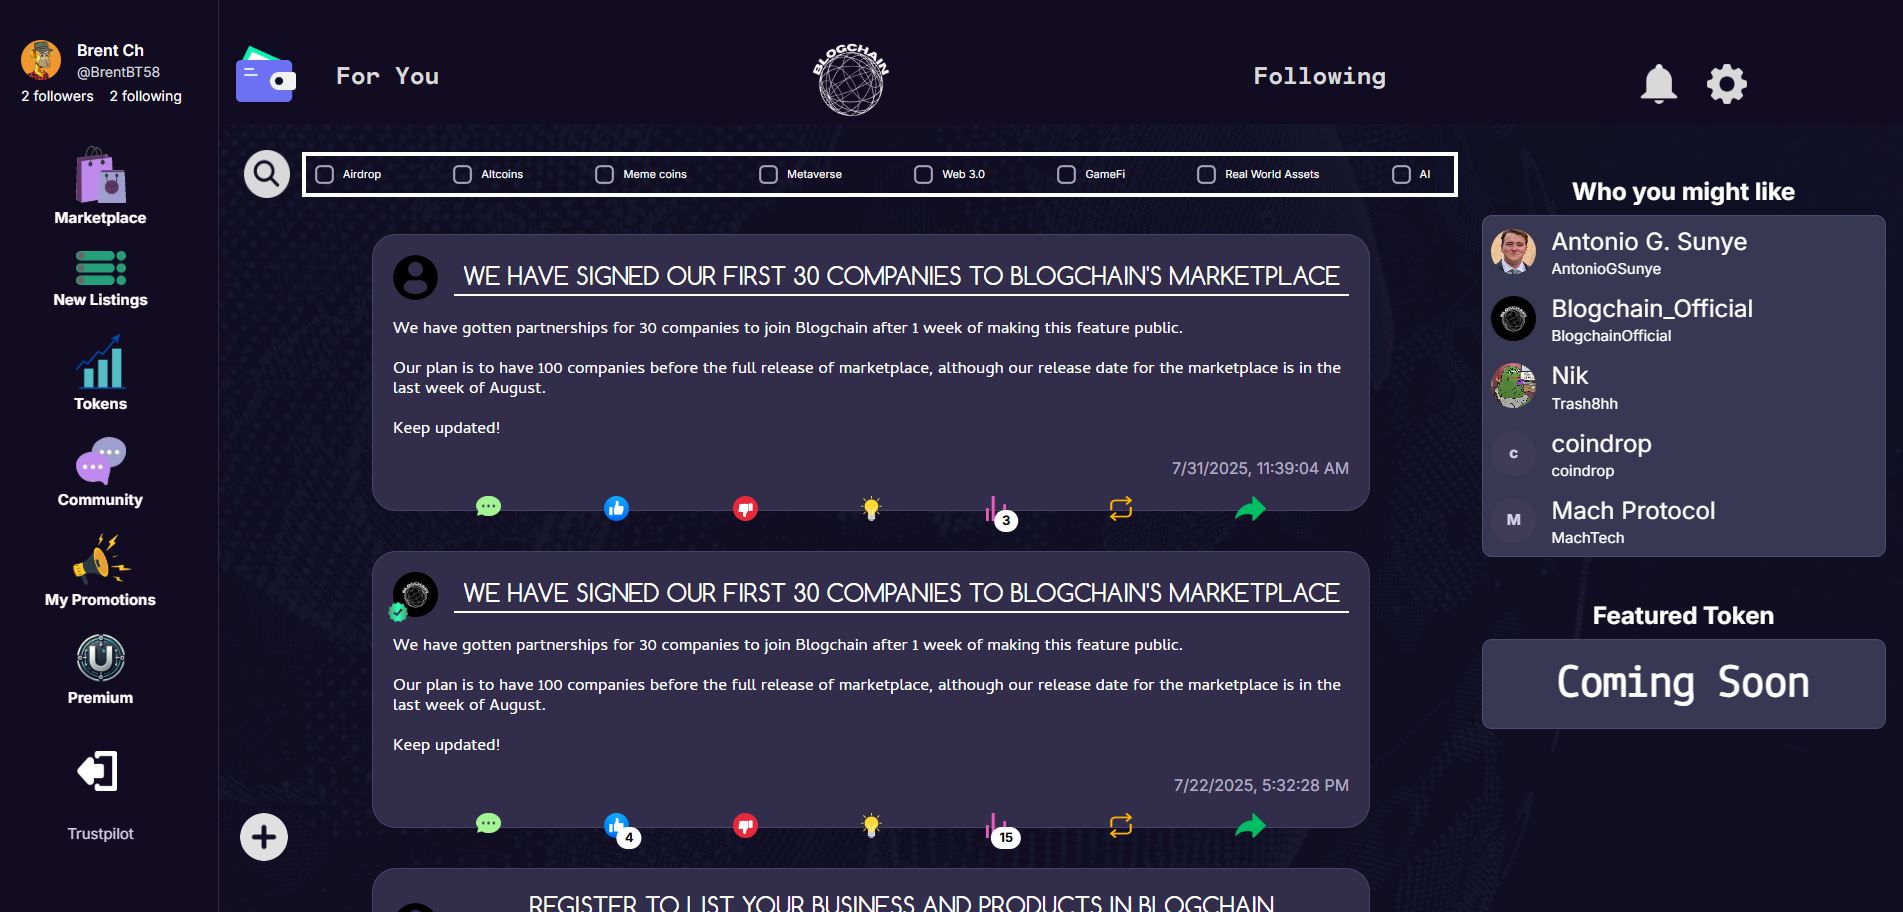 Brent Ch
@BrentBT58
2 followers 2 following
Marketplace
New Listings
Tokens
Community
My Promotions
Premium
Trustpilot
For You
BLOGCHAIN
Following
Airdrop
Altcoins
Meme coins
Metaverse
Web 3.0
GameFi
Real World Assets
AI
WE HAVE SIGNED OUR FIRST 30 COMPANIES TO BLOGCHAIN'S MARKETPLACE
We have gotten partnerships for 30 companies to join Blogchain after 1 week of making this feature public.
Our plan is to have 100 companies before the full release of marketplace, although our release date for the marketplace is in the
last week of August.
Keep updated!
7/31/2025, 11:39:04 AM
3
BLOGCHAIN
WE HAVE SIGNED OUR FIRST 30 COMPANIES TO BLOGCHAIN'S MARKETPLACE
We have gotten partnerships for 30 companies to join Blogchain after 1 week of making this feature public.
Our plan is to have 100 companies before the full release of marketplace, although our release date for the marketplace is in the
last week of August.
Keep updated!
7/22/2025, 5:32:28 PM
4
15
REGISTER TO LIST YOUR BUSINESS AND PRODUCTS IN BLOGCHAIN
Who you might like
Antonio G. Sunye
AntonioGSunye
Blogchain_Official
BlogchainOfficial
Nik
Trash8hh
c
coindrop
coindrop
M
Mach Protocol
MachTech
Featured Token
Coming Soon